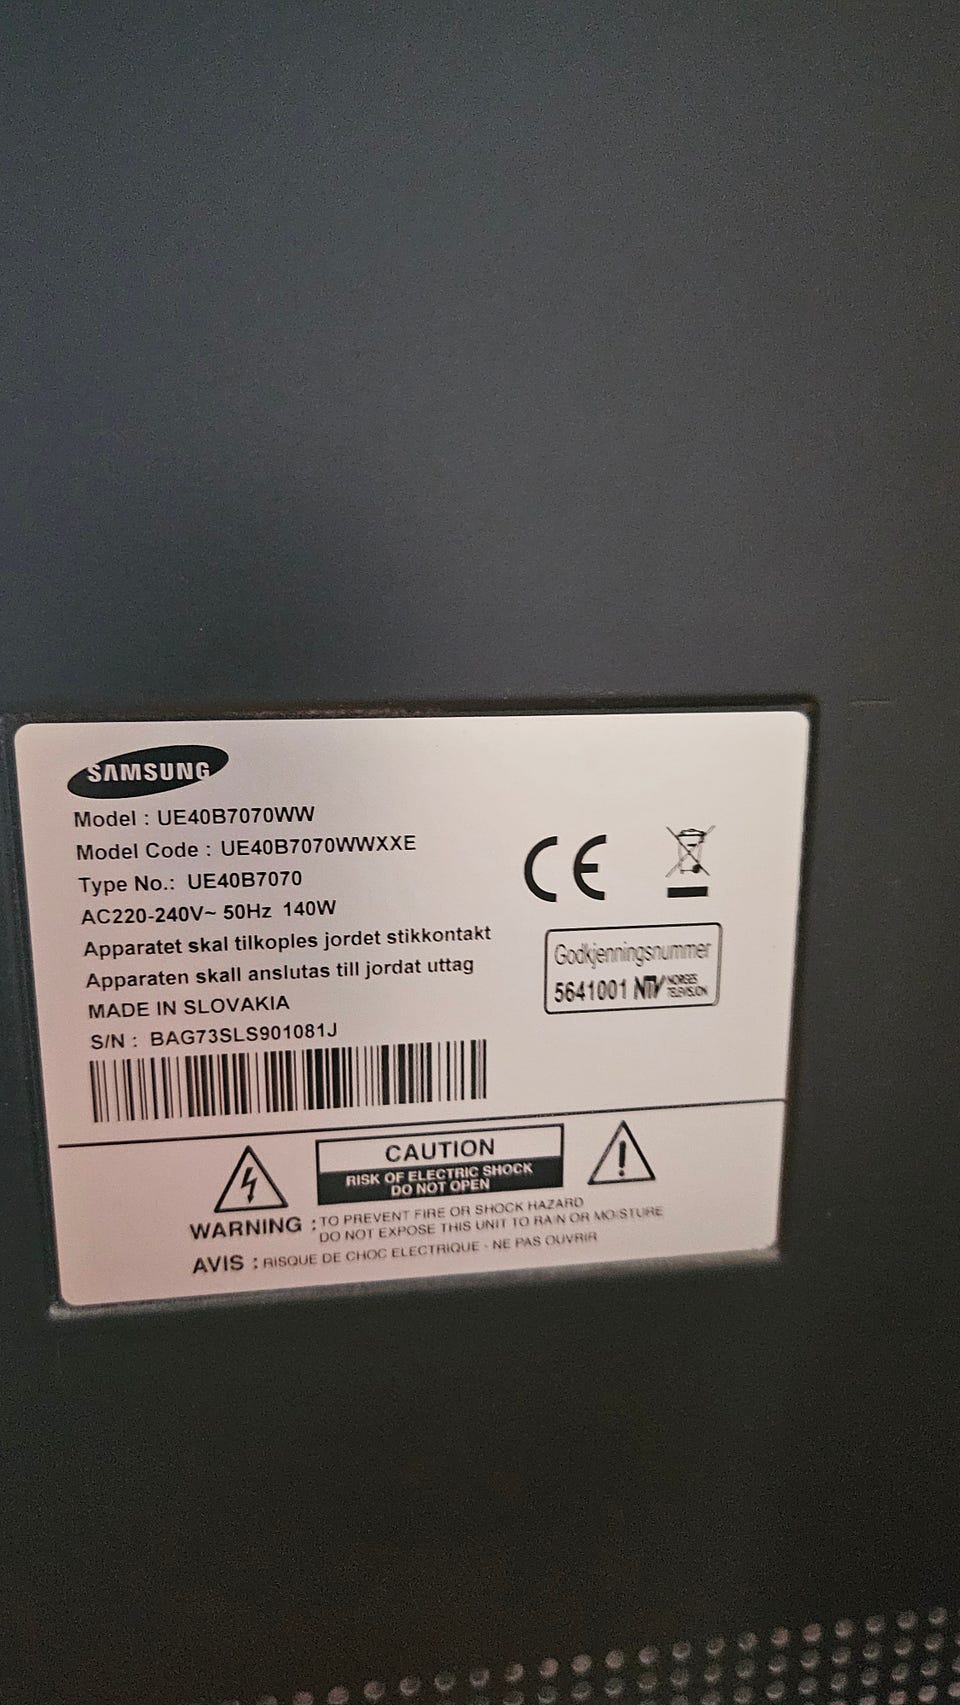 SAMSUNG
Model : UE40B7070WW
Model Code : UE40B7070WWXXE
Type No.: UE40B7070
AC220-240V~ 50Hz 140W
Apparatet skal tilkoples jordet stikkontakt
Apparaten skall anslutas till jordat uttag
MADE IN SLOVAKIA
S/N : BAG73SLS901081J
CE
Godkjenningsnummer
5641001 NTV NORGES TELEVISJON
CAUTION
RISK OF ELECTRIC SHOCK
DO NOT OPEN
WARNING : TO PREVENT FIRE OR SHOCK HAZARD
DO NOT EXPOSE THIS UNIT TO RAIN OR MOISTURE
AVIS : RISQUE DE CHOC ELECTRIQUE - NE PAS OUVRIR